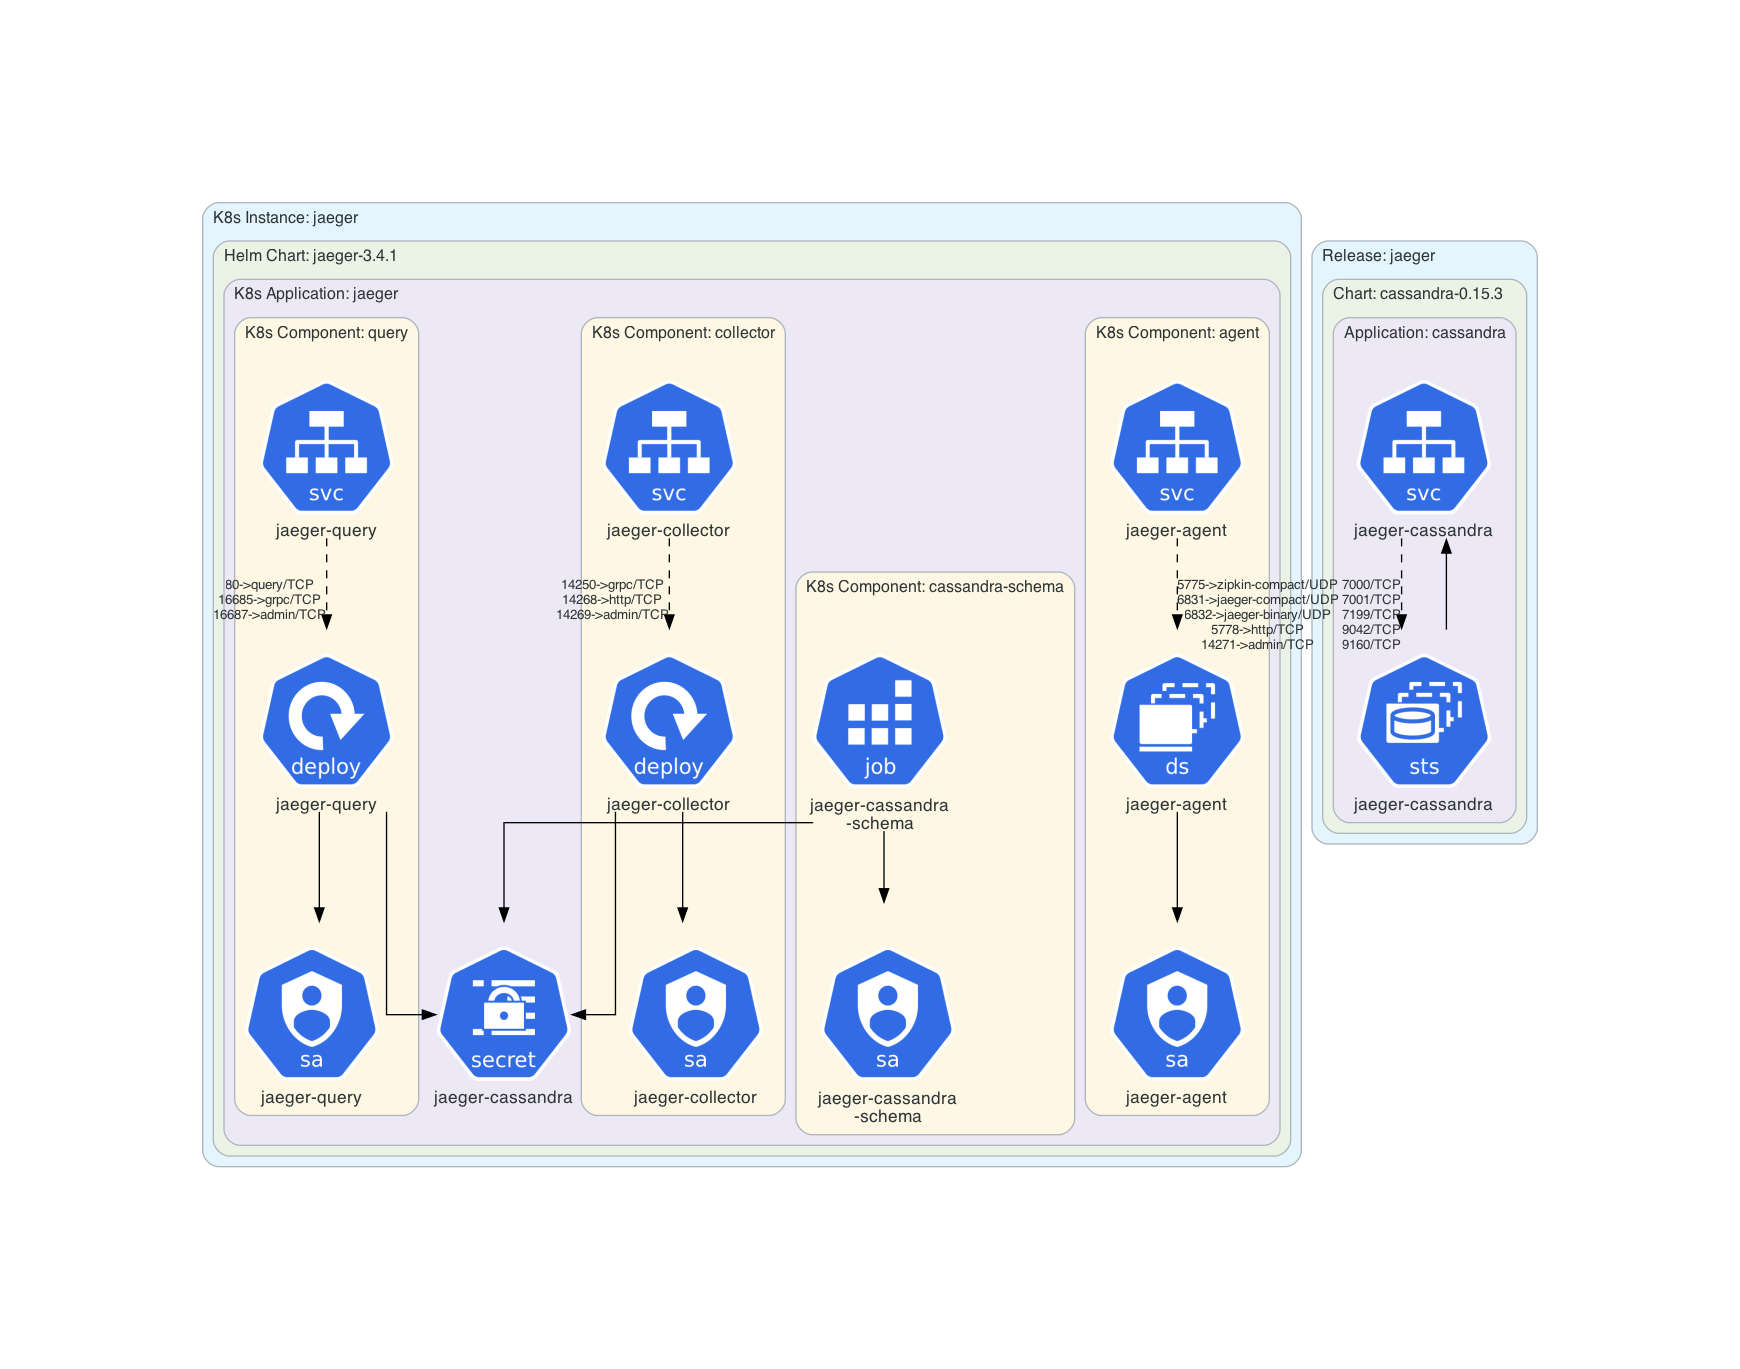 K8s Instance: jaeger
Helm Chart: jaeger-3.4.1
K8s Application: jaeger
K8s Component: query
svc
jaeger-query
80->query/TCP
16685->grpc/TCP
16687->admin/TCP
deploy
jaeger-query
sa
jaeger-query
secret
jaeger-cassandra
K8s Component: collector
svc
jaeger-collector
14250->grpc/TCP
14268->http/TCP
14269->admin/TCP
deploy
jaeger-collector
sa
jaeger-collector
K8s Component: cassandra-schema
job
jaeger-cassandra
-schema
sa
jaeger-cassandra
-schema
K8s Component: agent
svc
jaeger-agent
5775->zipkin-compact/UDP
6831->jaeger-compact/UDP
6832->jaeger-binary/UDP
5778->http/TCP
14271->admin/TCP
ds
jaeger-agent
sa
jaeger-agent
Release: jaeger
Chart: cassandra-0.15.3
Application: cassandra
svc
jaeger-cassandra
7000/TCP
7001/TCP
7199/TCP
9042/TCP
9160/TCP
sts
jaeger-cassandra